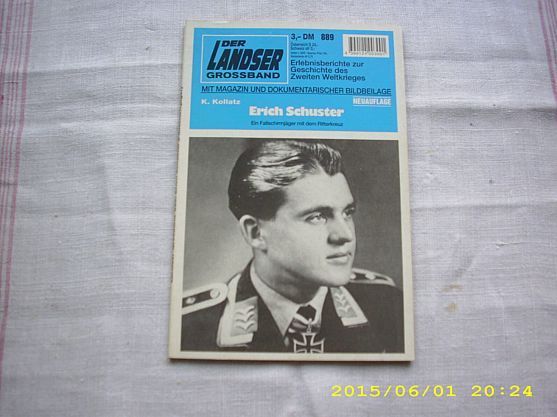 DER
LANDSER
GROSSBAND
3,- DM 889
Erlebnisberichte zur
Geschichte des
Zweiten Weltkrieges
MIT MAGAZIN UND DOKUMENTARISCHER BILDBEILAGE
K. Kollatz
NEUAUFLAGE
Erich Schuster
Ein Fallschirmjäger mit dem Ritterkreuz
2015/06/01 20:24